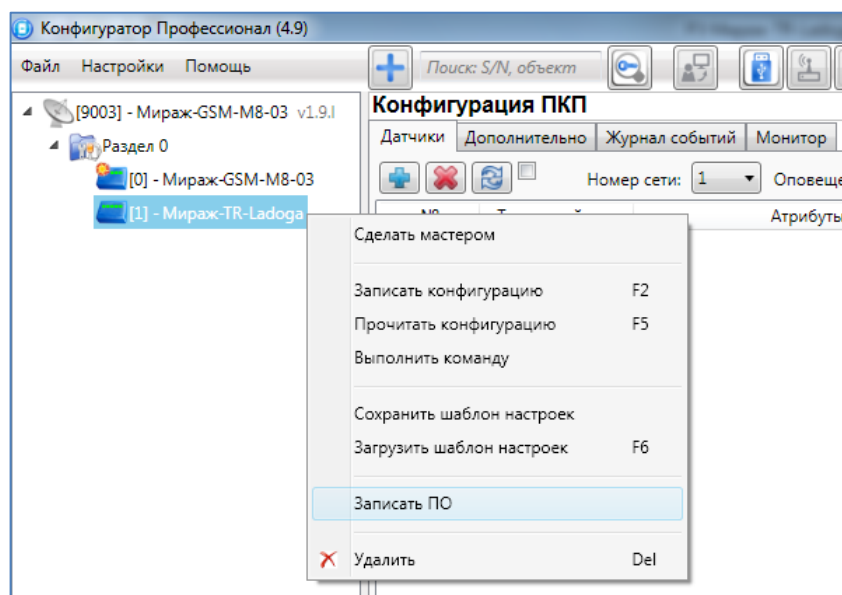 Конфигуратор Профессионал (4.9)
Файл Настройки Помощь
Поиск: S/N, объект
[9003] - Мираж-GSM-M8-03 v1.9.
Раздел 0
[0] - Мираж-GSM-M8-03
[1] - Мираж-TR-Ladoga
Конфигурация ПКП
Датчики Дополнительно Журнал событий Монитор
Номер сети: 1 Оповеще
Атрибуты
Сделать мастером
Записать конфигурацию F2
Прочитать конфигурацию F5
Выполнить команду
Сохранить шаблон настроек
Загрузить шаблон настроек F6
Записать ПО
Удалить Del